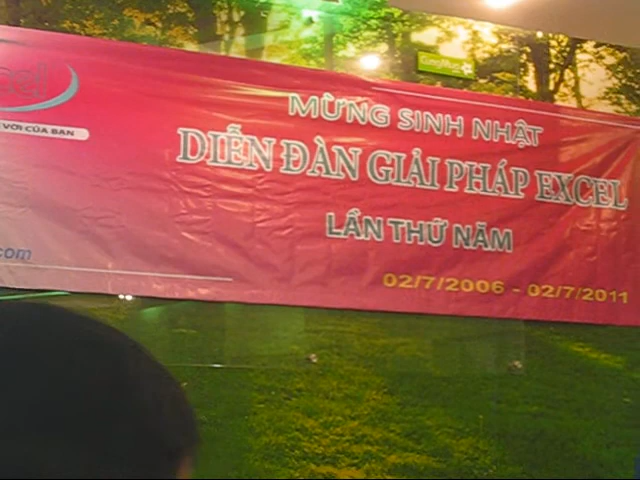 VỜI CỦA BẠN
com
MỪNG SINH NHẬT
DIỄN ĐÀN GIẢI PHÁP EXCEL
LẦN THỨ NĂM
02/7/2006 - 02/7/2011